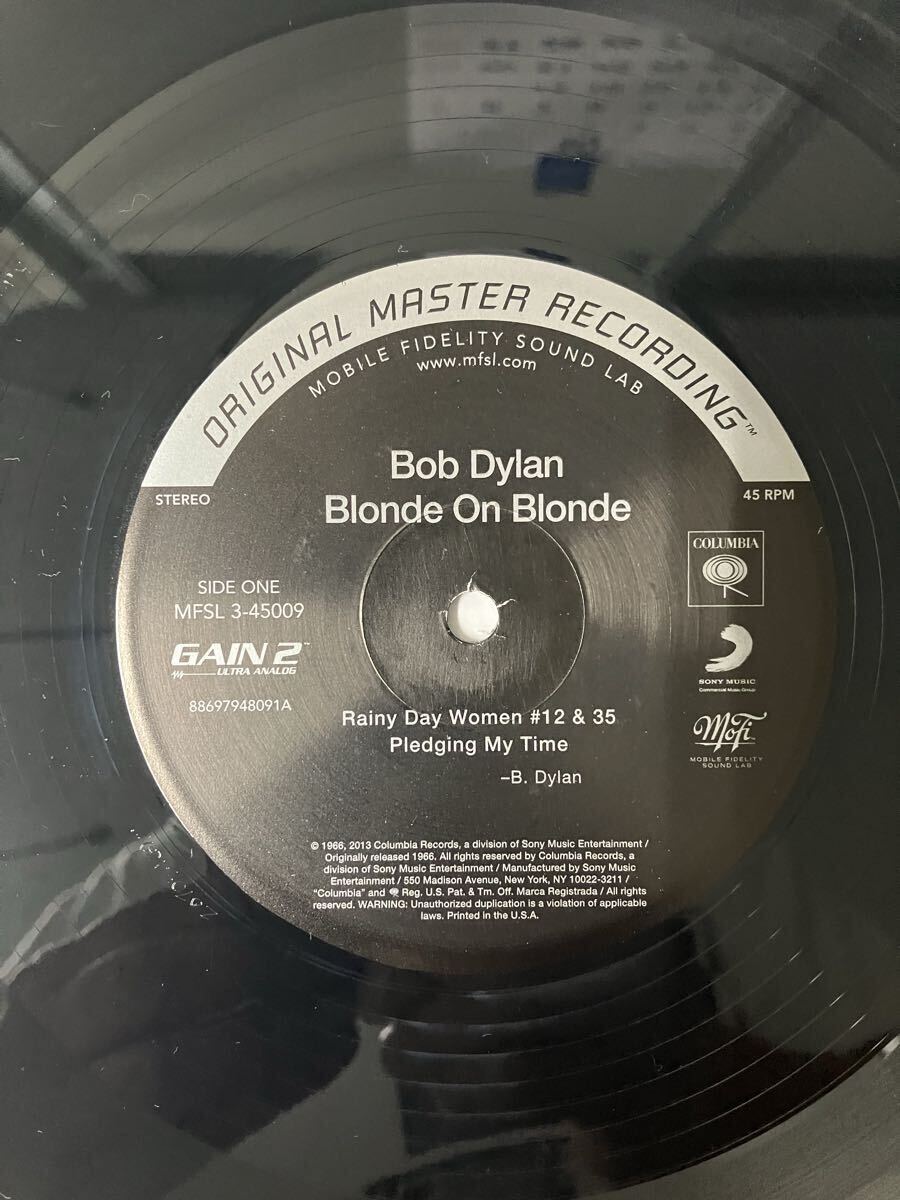 ORIGINAL MASTER RECORDING™
MOBILE FIDELITY SOUND LAB
www.mfsl.com
Bob Dylan
Blonde On Blonde
STEREO
45 RPM
SIDE ONE
MFSL 3-45009
GAIN 2™
ULTRA ANALOG
88697948091A
COLUMBIA
SONY MUSIC
Commercial Music Group
MoFi
MOBILE FIDELITY
SOUND LAB
Rainy Day Women #12 & 35
Pledging My Time
–B. Dylan
© 1966, 2013 Columbia Records, a division of Sony Music Entertainment /
Originally released 1966. All rights reserved by Columbia Records, a
division of Sony Music Entertainment / Manufactured by Sony Music
Entertainment / 550 Madison Avenue, New York, NY 10022-3211 /
“Columbia” and Reg. U.S. Pat. & Tm. Off. Marca Registrada / All rights
reserved. WARNING: Unauthorized duplication is a violation of applicable
laws. Printed in the U.S.A.